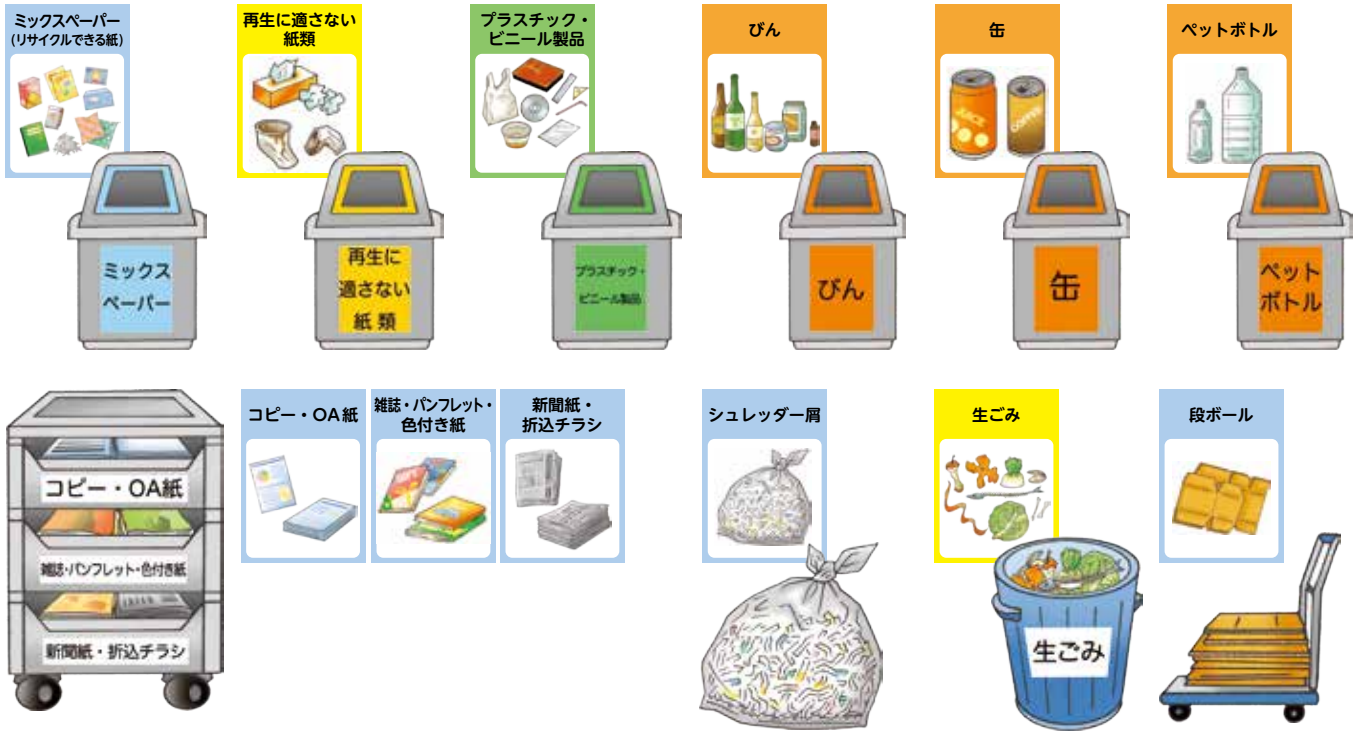 ミックスペーパー
(リサイクルできる紙)
再生に適さない
紙類
プラスチック・
ビニール製品
びん
缶
ペットボトル
JUICE
COFFEE
ミックス
ペーパー
再生に
適さない
紙類
プラスチック・
ビニール製品
びん
缶
ペット
ボトル
コピー・OA紙
雑誌・パンフレット・
色付き紙
新聞紙・
折込チラシ
シュレッダー屑
生ごみ
段ボール
コピー・OA紙
雑誌・パンフレット・色付き紙
新聞紙・折込チラシ
生ごみ